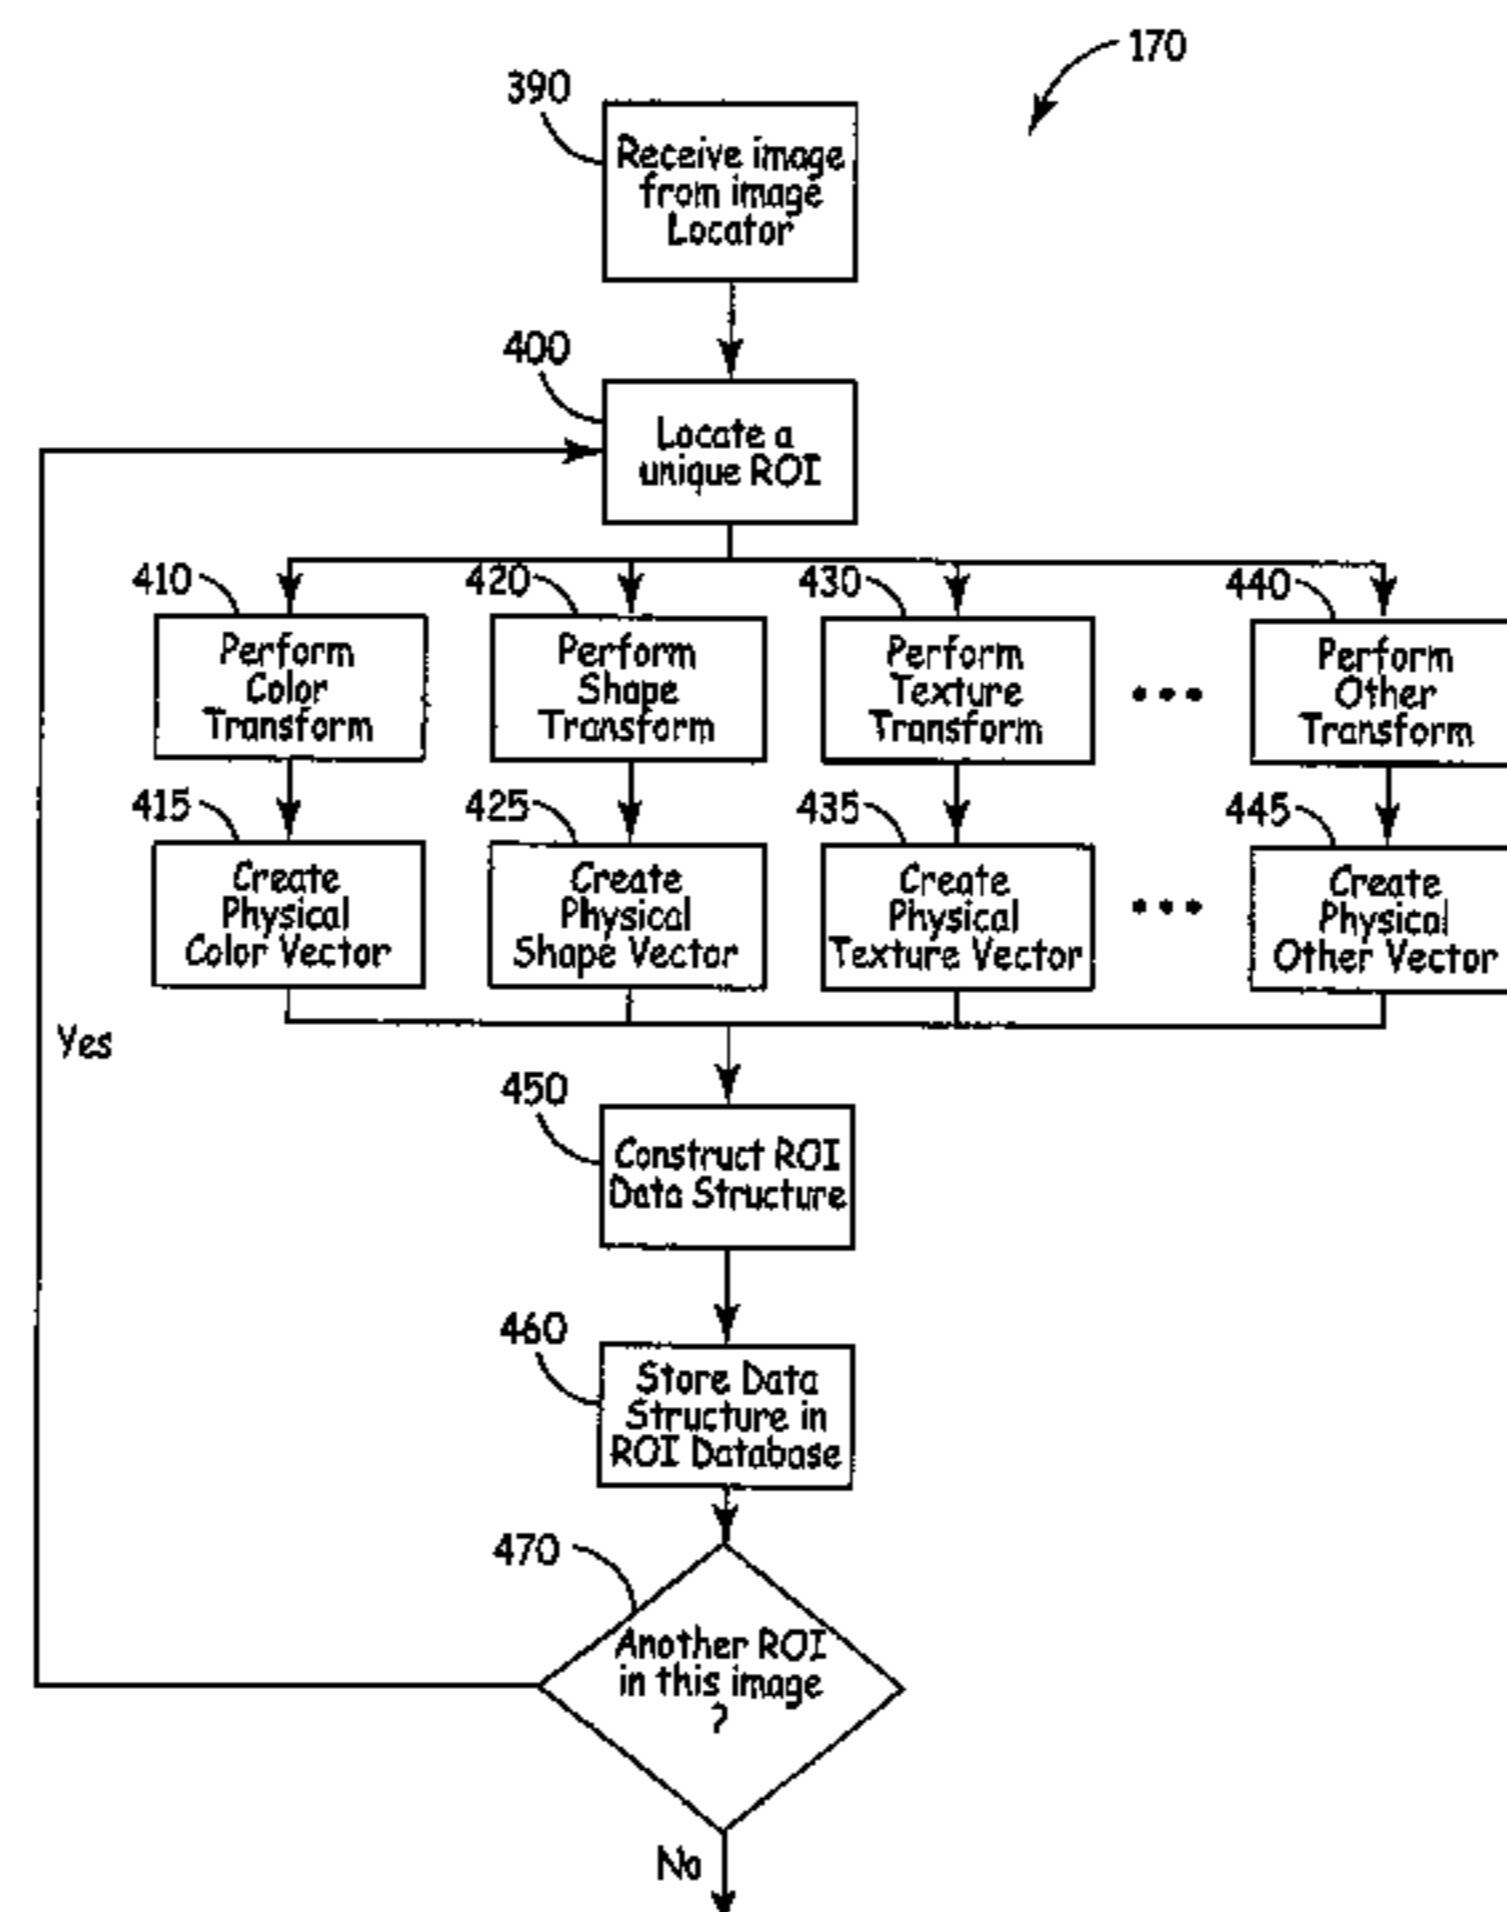 170
390
Receive image
from image
Locator
400
Locate a
unique ROI
410
420
430
440
Perform
Color
Transform
Perform
Shape
Transform
Perform
Texture
Transform
•••
Perform
Other
Transform
415
425
435
445
Create
Physical
Color Vector
Create
Physical
Shape Vector
Create
Physical
Texture Vector
•••
Create
Physical
Other Vector
Yes
450
Construct ROI
Data Structure
460
Store Data
Structure in
ROI Database
470
Another ROI
in this image
?
No